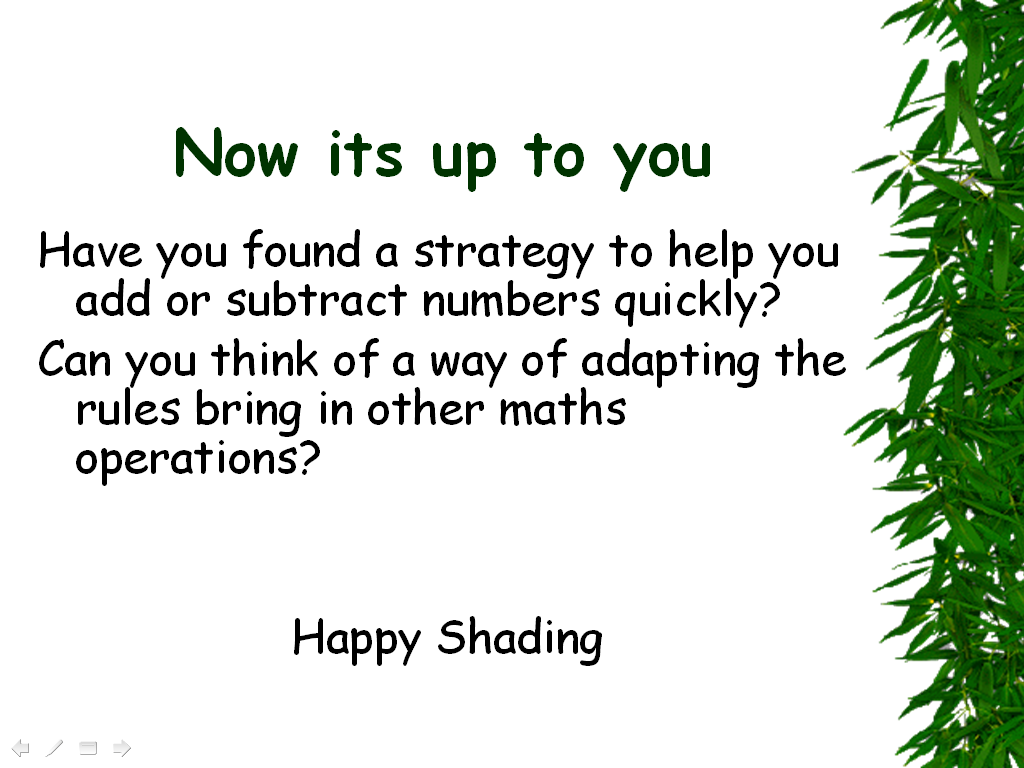 Now its up to you
Have you found a strategy to help you
add or subtract numbers quickly?
Can you think of a way of adapting the
rules bring in other maths
operations?
Happy Shading